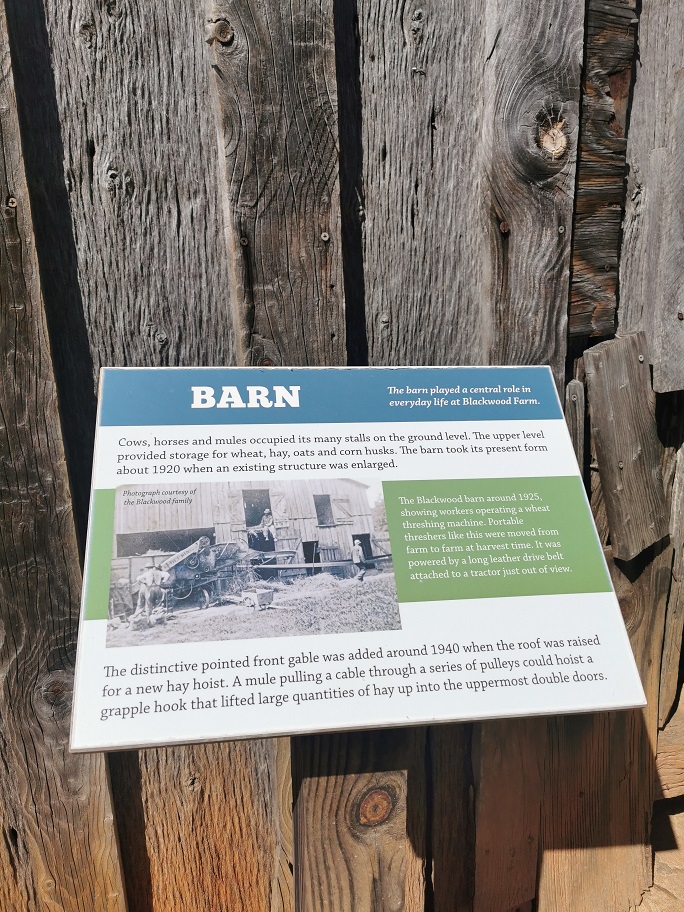 BARN
The barn played a central role in
everyday life at Blackwood Farm.
Cows, horses and mules occupied its many stalls on the ground level. The upper level
provided storage for wheat, hay, oats and corn husks. The barn took its present form
about 1920 when an existing structure was enlarged.
Photograph courtesy of
the Blackwood family
The Blackwood barn around 1925,
showing workers operating a wheat
threshing machine. Portable
threshers like this were moved from
farm to farm at harvest time. It was
powered by a long leather drive belt
attached to a tractor just out of view.
The distinctive pointed front gable was added around 1940 when the roof was raised
for a new hay hoist. A mule pulling a cable through a series of pulleys could hoist a
grapple hook that lifted large quantities of hay up into the uppermost double doors.